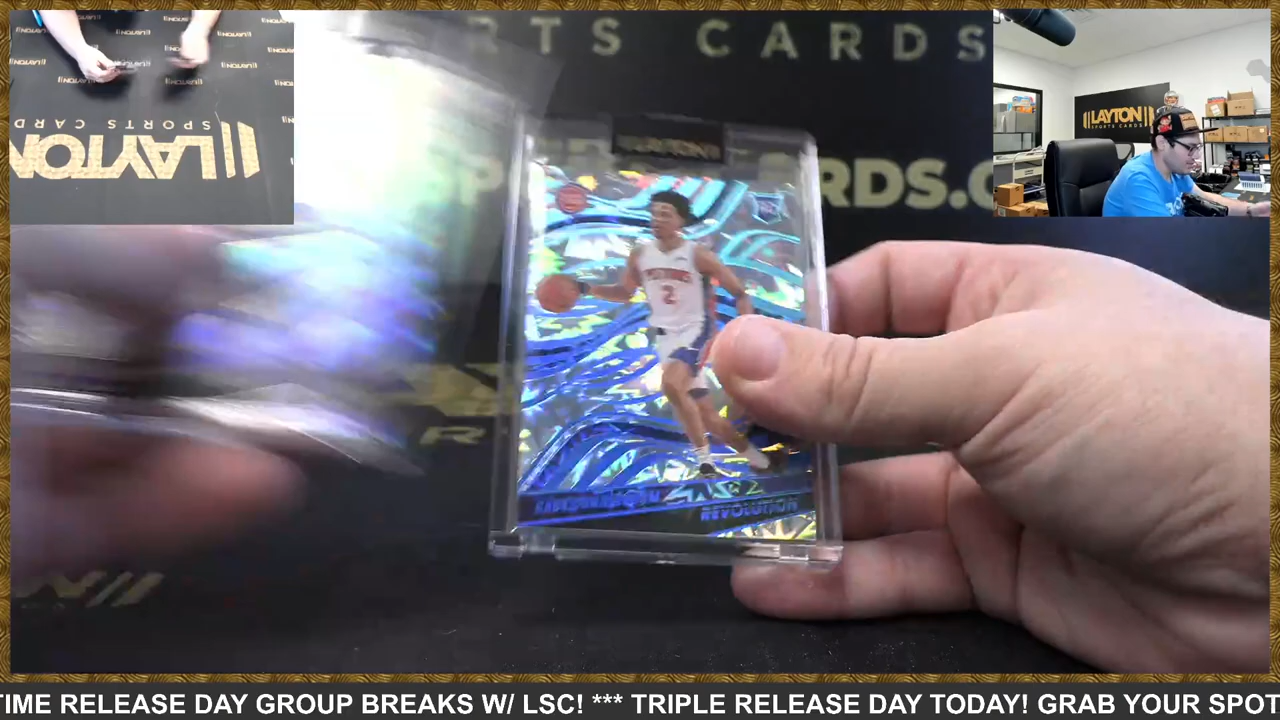 RTS CARDS
LAYTON
SPORTS CARD
LAYTON
SPORTS CARDS
RDS.C
PISTONS
2
REVOLUTION
TIME RELEASE DAY GROUP BREAKS W/ LSC! *** TRIPLE RELEASE DAY TODAY! GRAB YOUR SPOT